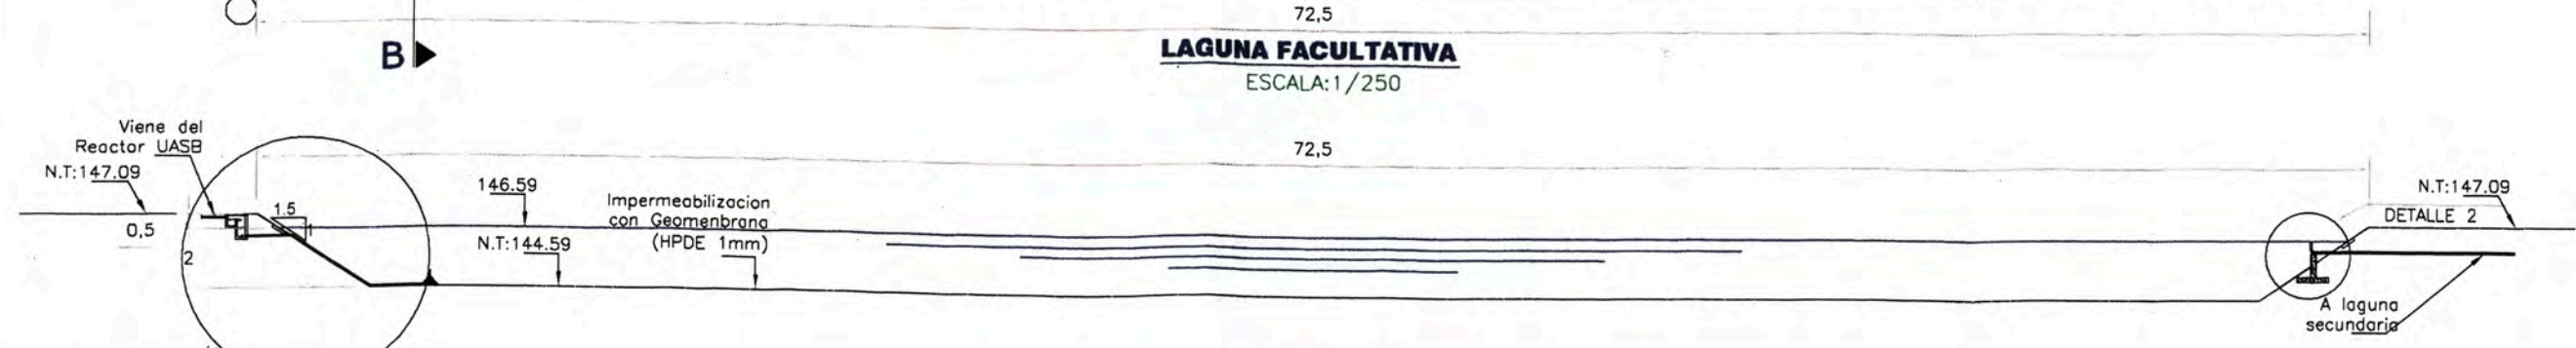 72,5
B
LAGUNA FACULTATIVA
ESCALA:1/250
Viene del
Reactor UASB
N.T:147.09
72,5
146.59
Impermeabilizacion
con Geomenbrana
(HPDE 1mm)
N.T:144.59
1.5
1
0,5
2
N.T:147.09
DETALLE 2
A laguna
secundaria